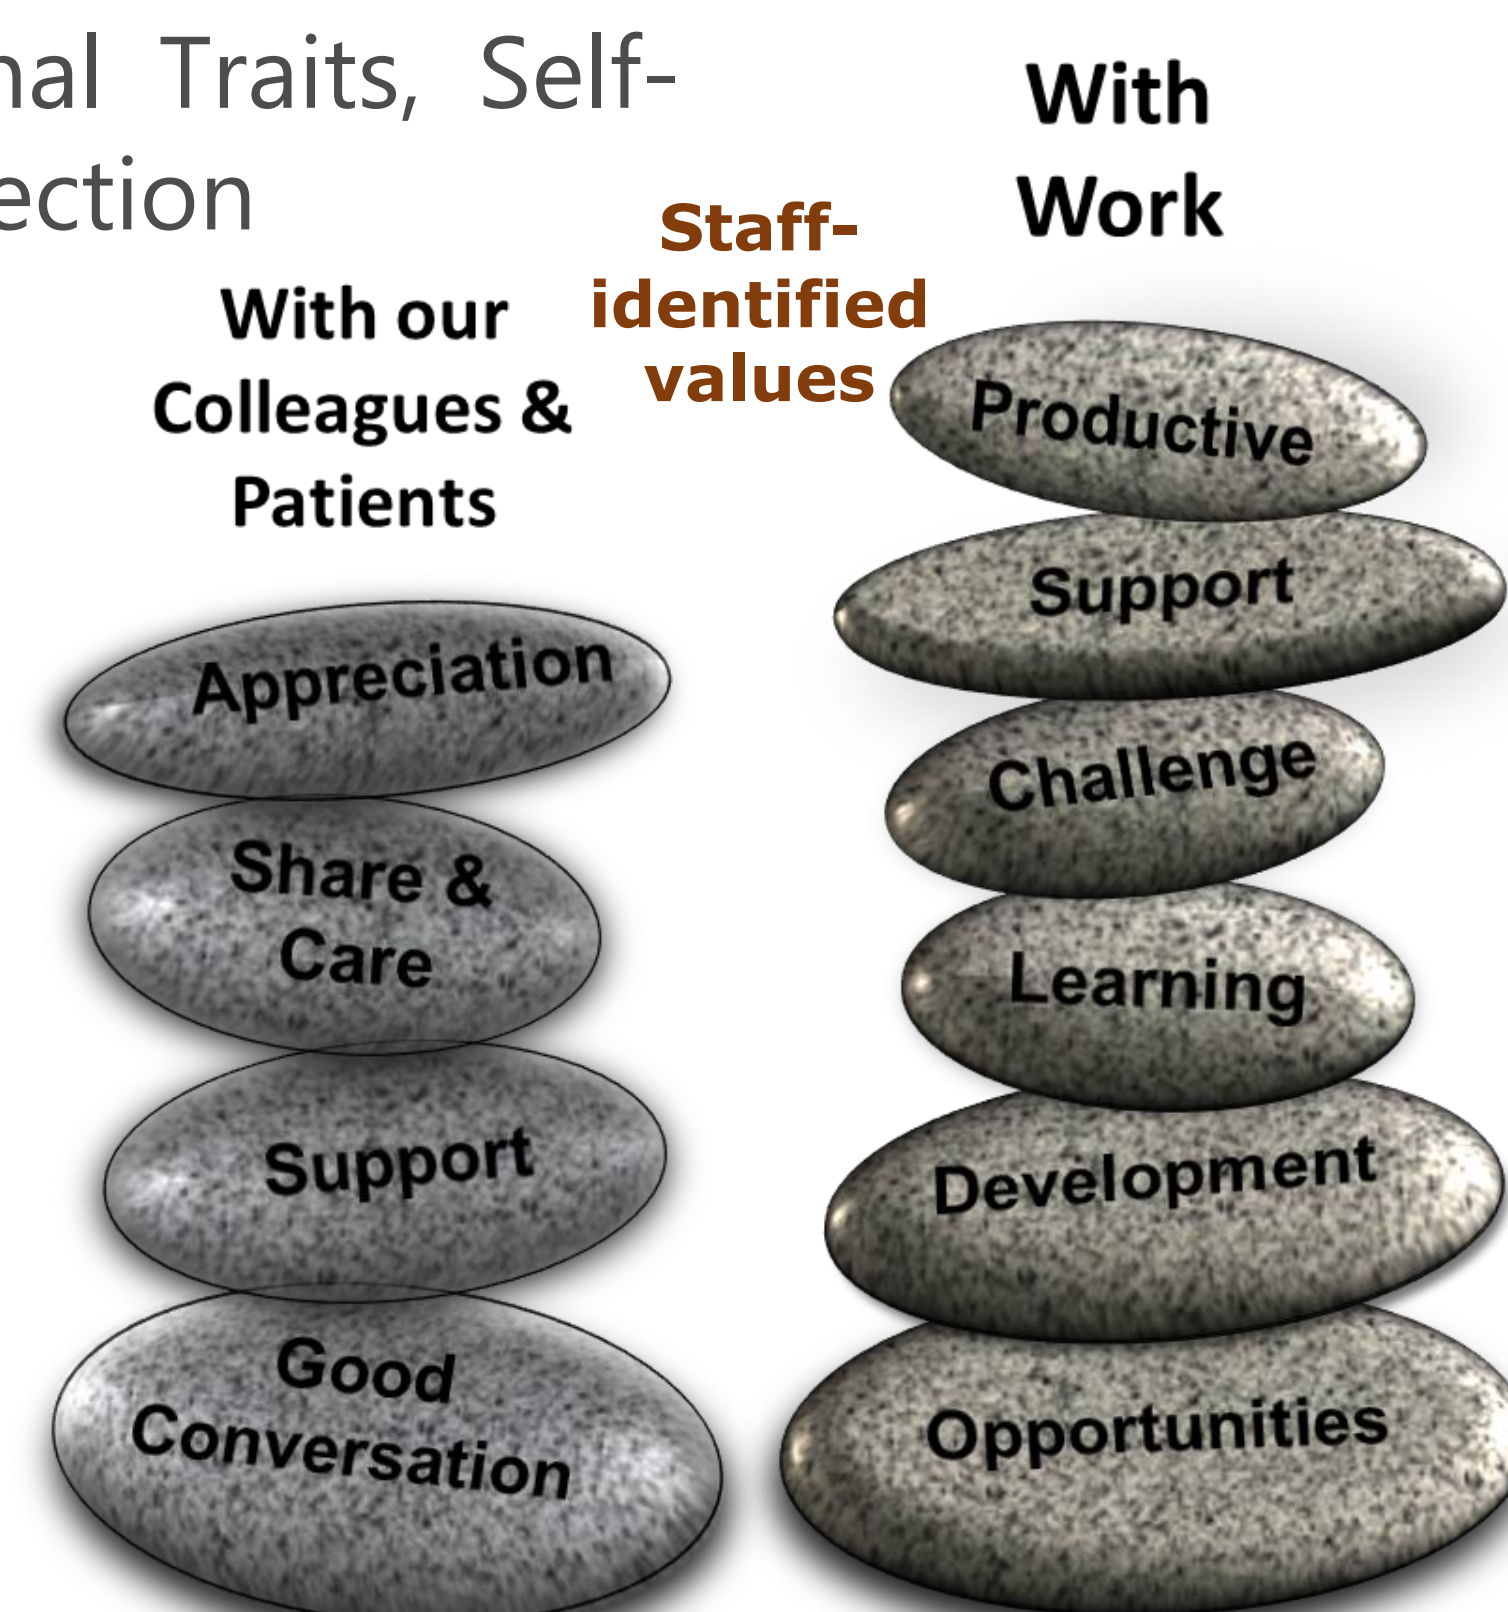 nal Traits, Self-
ection
With our
Colleagues &
Patients
Staff-
identified
values
With
Work
Appreciation
Share &
Care
Support
Good
Conversation
Productive
Support
Challenge
Learning
Development
Opportunities